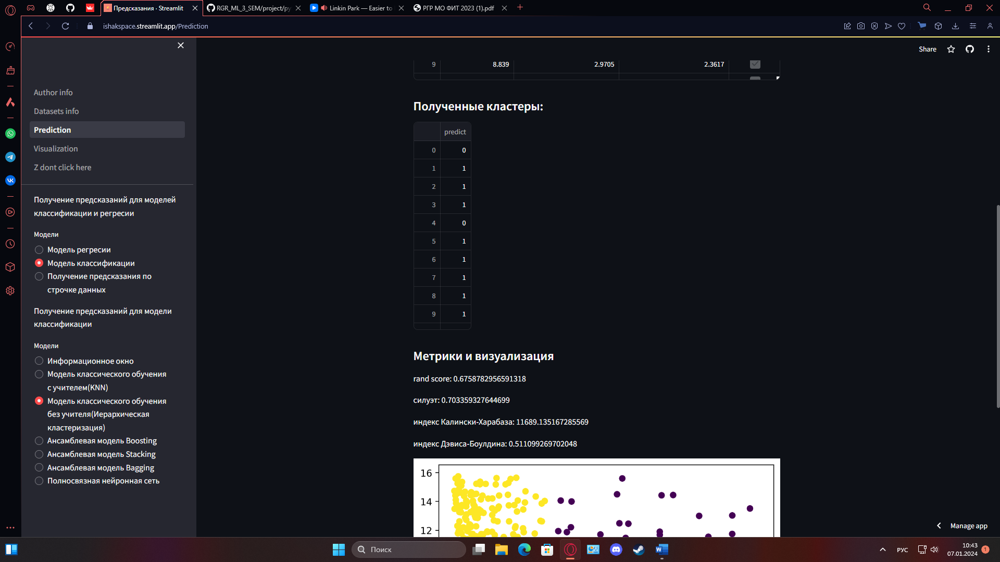 Предсказания · Streamlit
RGR_ML_3_SEM/project/py
Linkin Park — Easier to
РГР МО ФИТ 2023 (1).pdf
ishakspace.streamlit.app/Prediction
Share
Author info
Datasets info
Prediction
Visualization
Z dont click here
Получение предсказаний для моделей
классификации и регресии
Модели
Модель регресии
Модель классификации
Получение предсказания по
строчке данных
Получение предсказаний для модели
классификации
Модели
Информационное окно
Модель классического обучения
с учителем(KNN)
Модель классического обучения
без учителя(Иерархическая
кластеризация)
Ансамблевая модель Boosting
Ансамблевая модель Stacking
Ансамблевая модель Bagging
Полносвязная нейронная сеть
9 8.839 2.9705 2.3617
Полученные кластеры:
predict
0 0
1 1
2 1
3 1
4 0
5 1
6 1
7 1
8 1
9 1
Метрики и визуализация
rand score: 0.6758782956591318
силуэт: 0.703359327644699
индекс Калински-Харабаза: 11689.135167285569
индекс Дэвиса-Боулдина: 0.511099269702048
16
14
12
Manage app
Поиск
РУС
10:43
07.01.2024
1